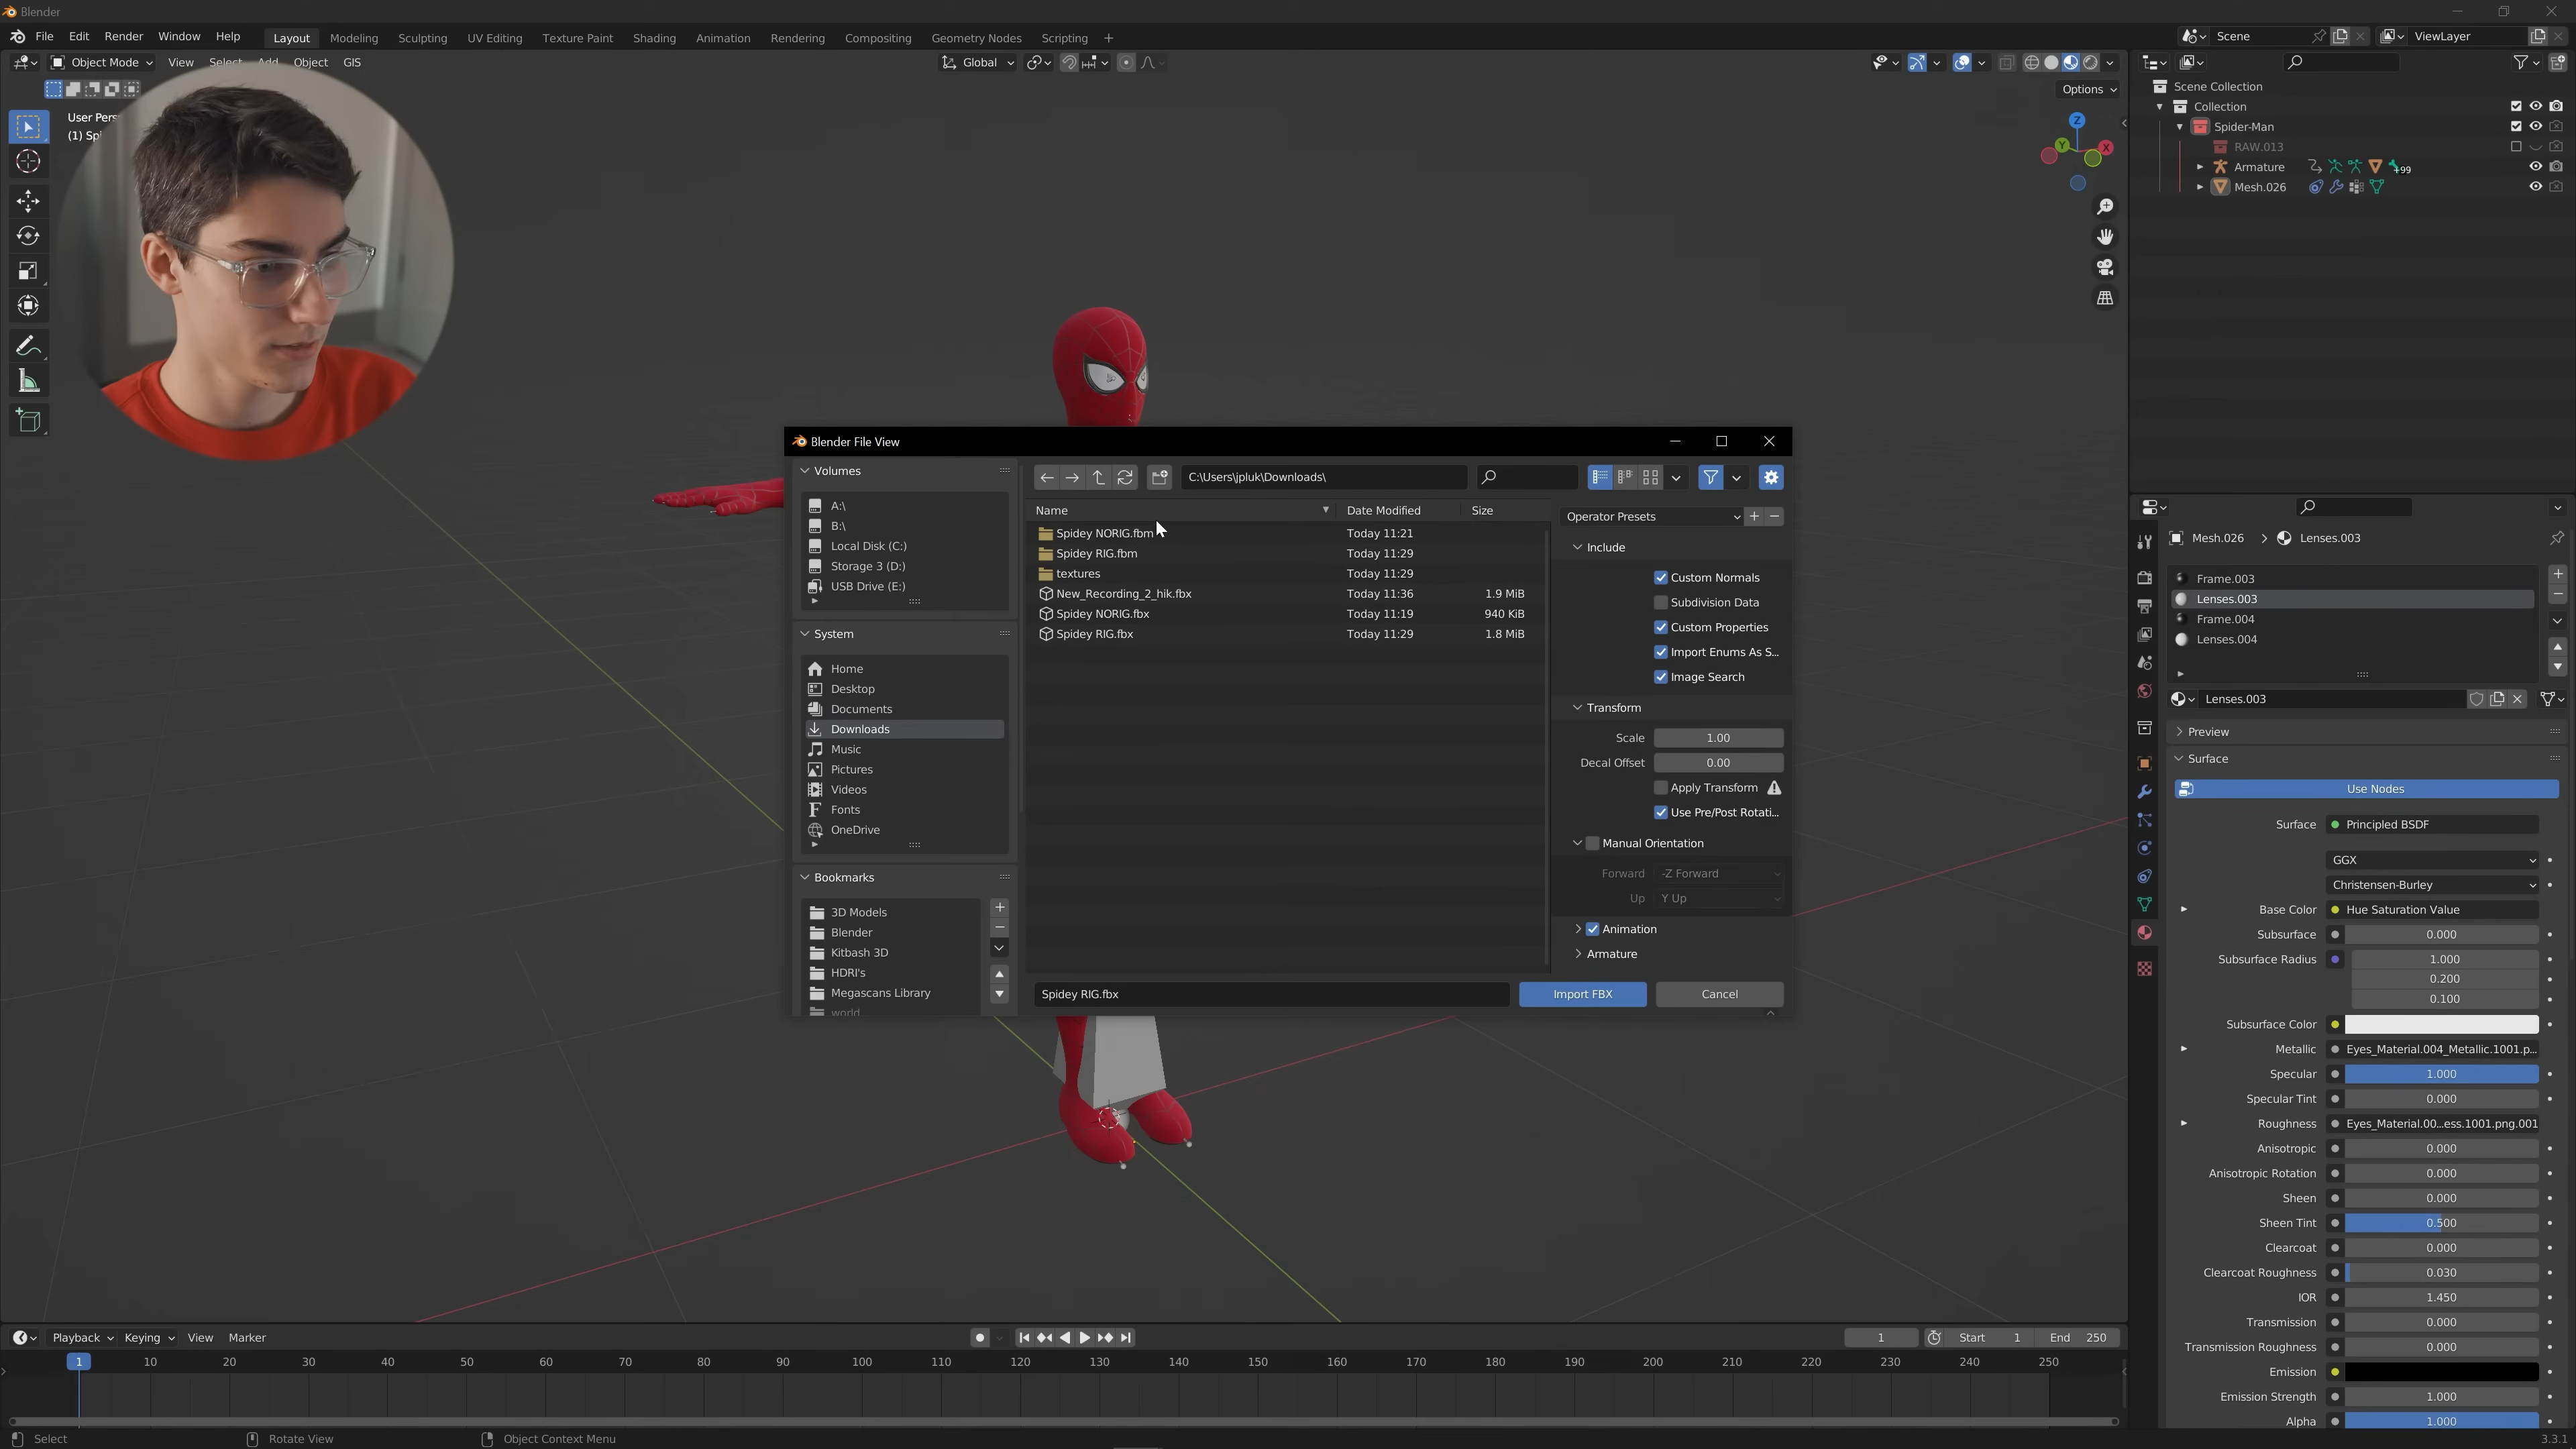 Blender
File Edit Render Window Help Layout Modeling Sculpting UV Editing Texture Paint Shading Animation Rendering Compositing Geometry Nodes Scripting + Scene ViewLayer
Object Mode View Select Add Object GIS Global
Options
User Pers
(1) Spi
Z
Y
X
Scene Collection
Collection
Spider-Man
RAW.013
Armature +99
Mesh.026
Blender File View
Volumes
A:\
B:\
Local Disk (C:)
Storage 3 (D:)
USB Drive (E:)
System
Home
Desktop
Documents
Downloads
Music
Pictures
Videos
Fonts
OneDrive
Bookmarks
3D Models
Blender
Kitbash 3D
HDRI's
Megascans Library
world
C:\Users\jpluk\Downloads\
Name Date Modified Size
Spidey NORIG.fbm Today 11:21
Spidey RIG.fbm Today 11:29
textures Today 11:29
New_Recording_2_hik.fbx Today 11:36 1.9 MiB
Spidey NORIG.fbx Today 11:19 940 KiB
Spidey RIG.fbx Today 11:29 1.8 MiB
Operator Presets
Include
Custom Normals
Subdivision Data
Custom Properties
Import Enums As S...
Image Search
Transform
Scale 1.00
Decal Offset 0.00
Apply Transform
Use Pre/Post Rotati...
Manual Orientation
Forward -Z Forward
Up Y Up
Animation
Armature
Spidey RIG.fbx Import FBX Cancel
Mesh.026 > Lenses.003
Frame.003
Lenses.003
Frame.004
Lenses.004
Lenses.003
Preview
Surface
Use Nodes
Surface Principled BSDF
GGX
Christensen-Burley
Base Color Hue Saturation Value
Subsurface 0.000
Subsurface Radius 1.000
0.200
0.100
Subsurface Color
Metallic Eyes_Material.004_Metallic.1001.p...
Specular 1.000
Specular Tint 0.000
Roughness Eyes_Material.00...ess.1001.png.001
Anisotropic 0.000
Anisotropic Rotation 0.000
Sheen 0.000
Sheen Tint 0.500
Clearcoat 0.000
Clearcoat Roughness 0.030
IOR 1.450
Transmission 0.000
Transmission Roughness 0.000
Emission
Emission Strength 1.000
Alpha 1.000
Playback Keying View Marker 1 Start 1 End 250
1 10 20 30 40 50 60 70 80 90 100 110 120 130 140 150 160 170 180 190 200 210 220 230 240 250
Select Rotate View Object Context Menu 3.3.1